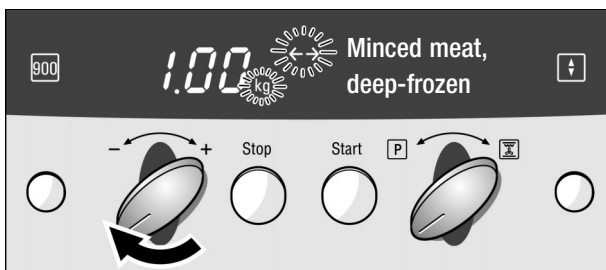 900
1.00 kg
Minced meat,
deep-frozen
- +
Stop
Start
P